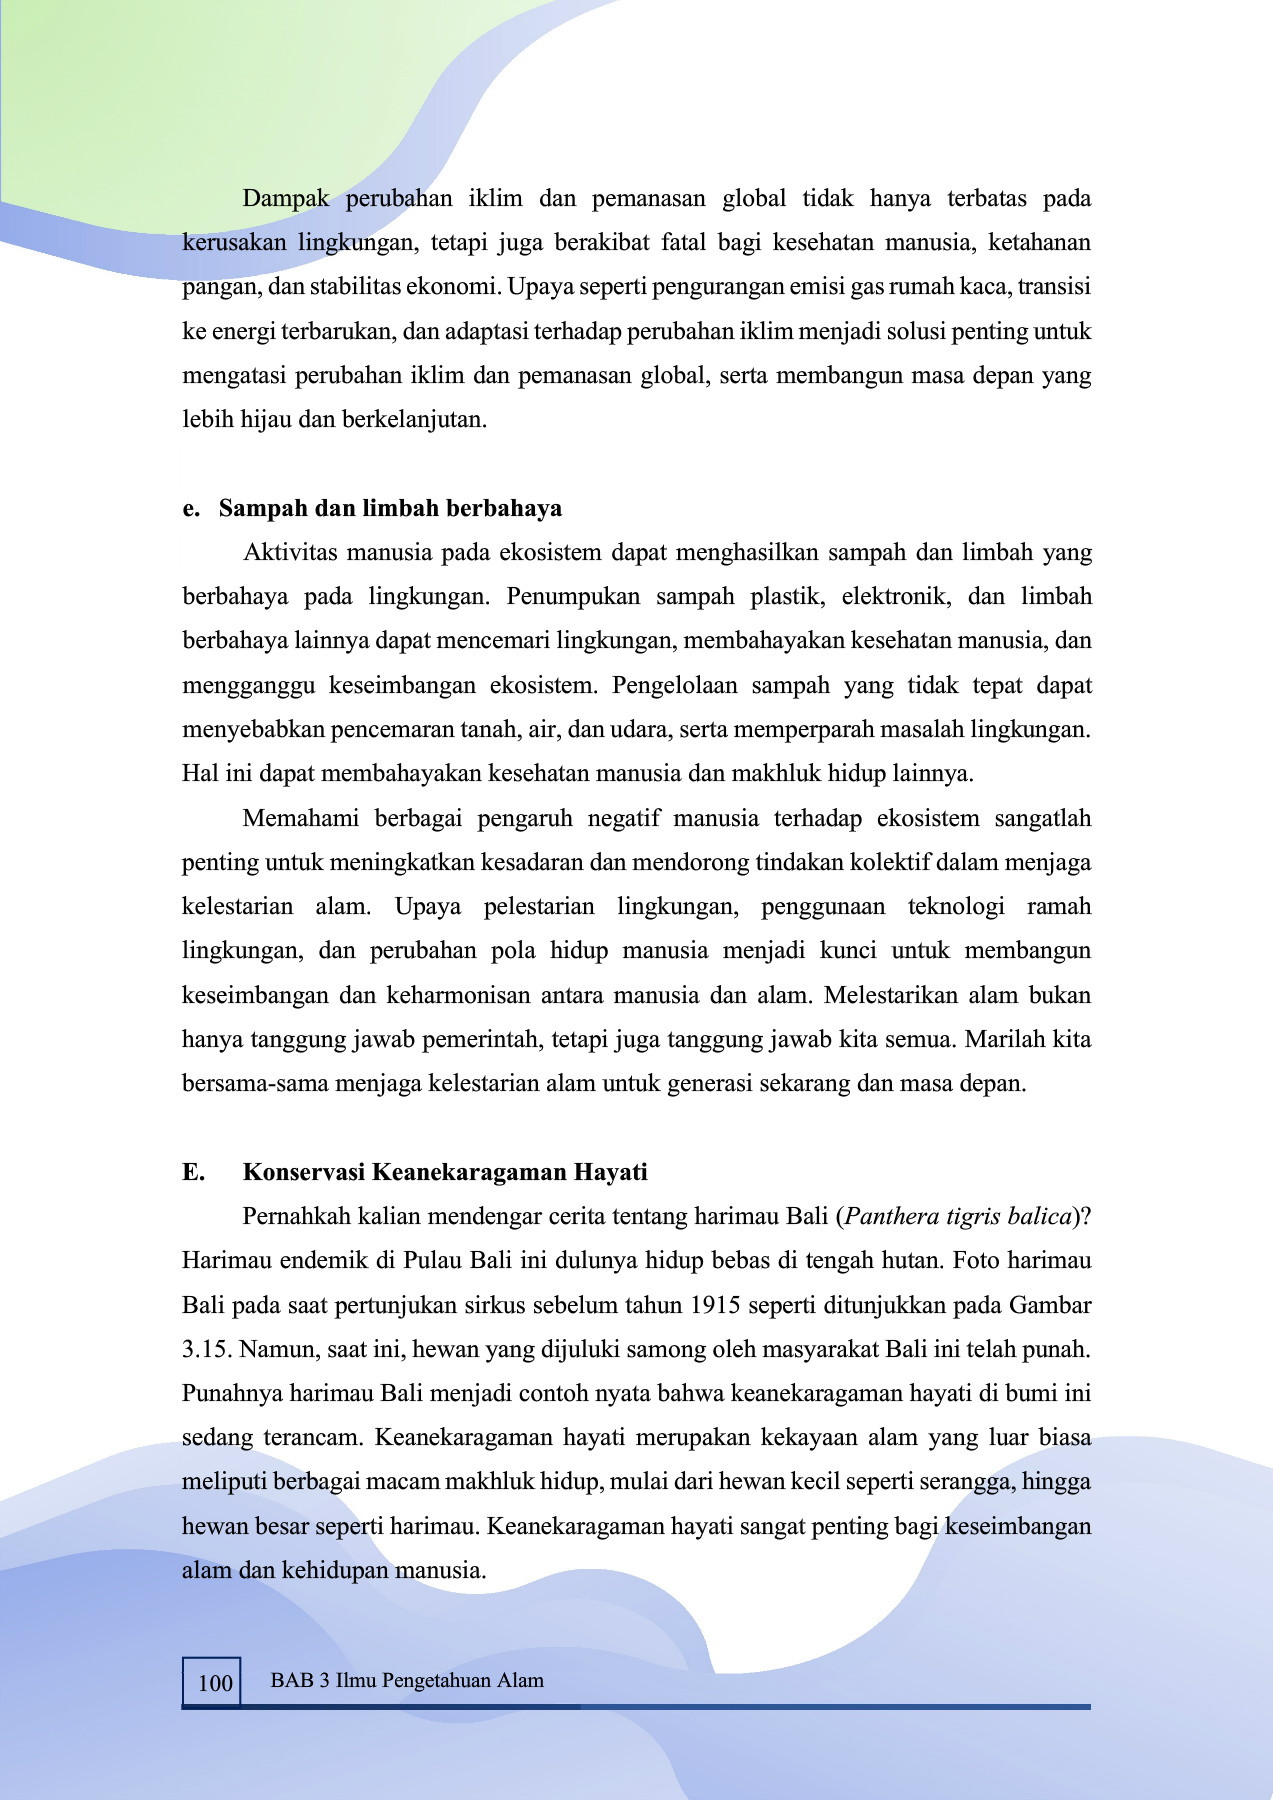 Dampak perubahan iklim dan pemanasan global tidak hanya terbatas pada
kerusakan lingkungan, tetapi juga berakibat fatal bagi kesehatan manusia, ketahanan
pangan, dan stabilitas ekonomi. Upaya seperti pengurangan emisi gas rumah kaca, transisi
ke energi terbarukan, dan adaptasi terhadap perubahan iklim menjadi solusi penting untuk
mengatasi perubahan iklim dan pemanasan global, serta membangun masa depan yang
lebih hijau dan berkelanjutan.
e. Sampah dan limbah berbahaya
Aktivitas manusia pada ekosistem dapat menghasilkan sampah dan limbah yang
berbahaya pada lingkungan. Penumpukan sampah plastik, elektronik, dan limbah
berbahaya lainnya dapat mencemari lingkungan, membahayakan kesehatan manusia, dan
mengganggu keseimbangan ekosistem. Pengelolaan sampah yang tidak tepat dapat
menyebabkan pencemaran tanah, air, dan udara, serta memperparah masalah lingkungan.
Hal ini dapat membahayakan kesehatan manusia dan makhluk hidup lainnya.
Memahami berbagai pengaruh negatif manusia terhadap ekosistem sangatlah
penting untuk meningkatkan kesadaran dan mendorong tindakan kolektif dalam menjaga
kelestarian alam. Upaya pelestarian lingkungan, penggunaan teknologi ramah
lingkungan, dan perubahan pola hidup manusia menjadi kunci untuk membangun
keseimbangan dan keharmonisan antara manusia dan alam. Melestarikan alam bukan
hanya tanggung jawab pemerintah, tetapi juga tanggung jawab kita semua. Marilah kita
bersama-sama menjaga kelestarian alam untuk generasi sekarang dan masa depan.
E. Konservasi Keanekaragaman Hayati
Pernahkah kalian mendengar cerita tentang harimau Bali (Panthera tigris balica)?
Harimau endemik di Pulau Bali ini dulunya hidup bebas di tengah hutan. Foto harimau
Bali pada saat pertunjukan sirkus sebelum tahun 1915 seperti ditunjukkan pada Gambar
3.15. Namun, saat ini, hewan yang dijuluki samong oleh masyarakat Bali ini telah punah.
Punahnya harimau Bali menjadi contoh nyata bahwa keanekaragaman hayati di bumi ini
sedang terancam. Keanekaragaman hayati merupakan kekayaan alam yang luar biasa
meliputi berbagai macam makhluk hidup, mulai dari hewan kecil seperti serangga, hingga
hewan besar seperti harimau. Keanekaragaman hayati sangat penting bagi keseimbangan
alam dan kehidupan manusia.
100 BAB 3 Ilmu Pengetahuan Alam